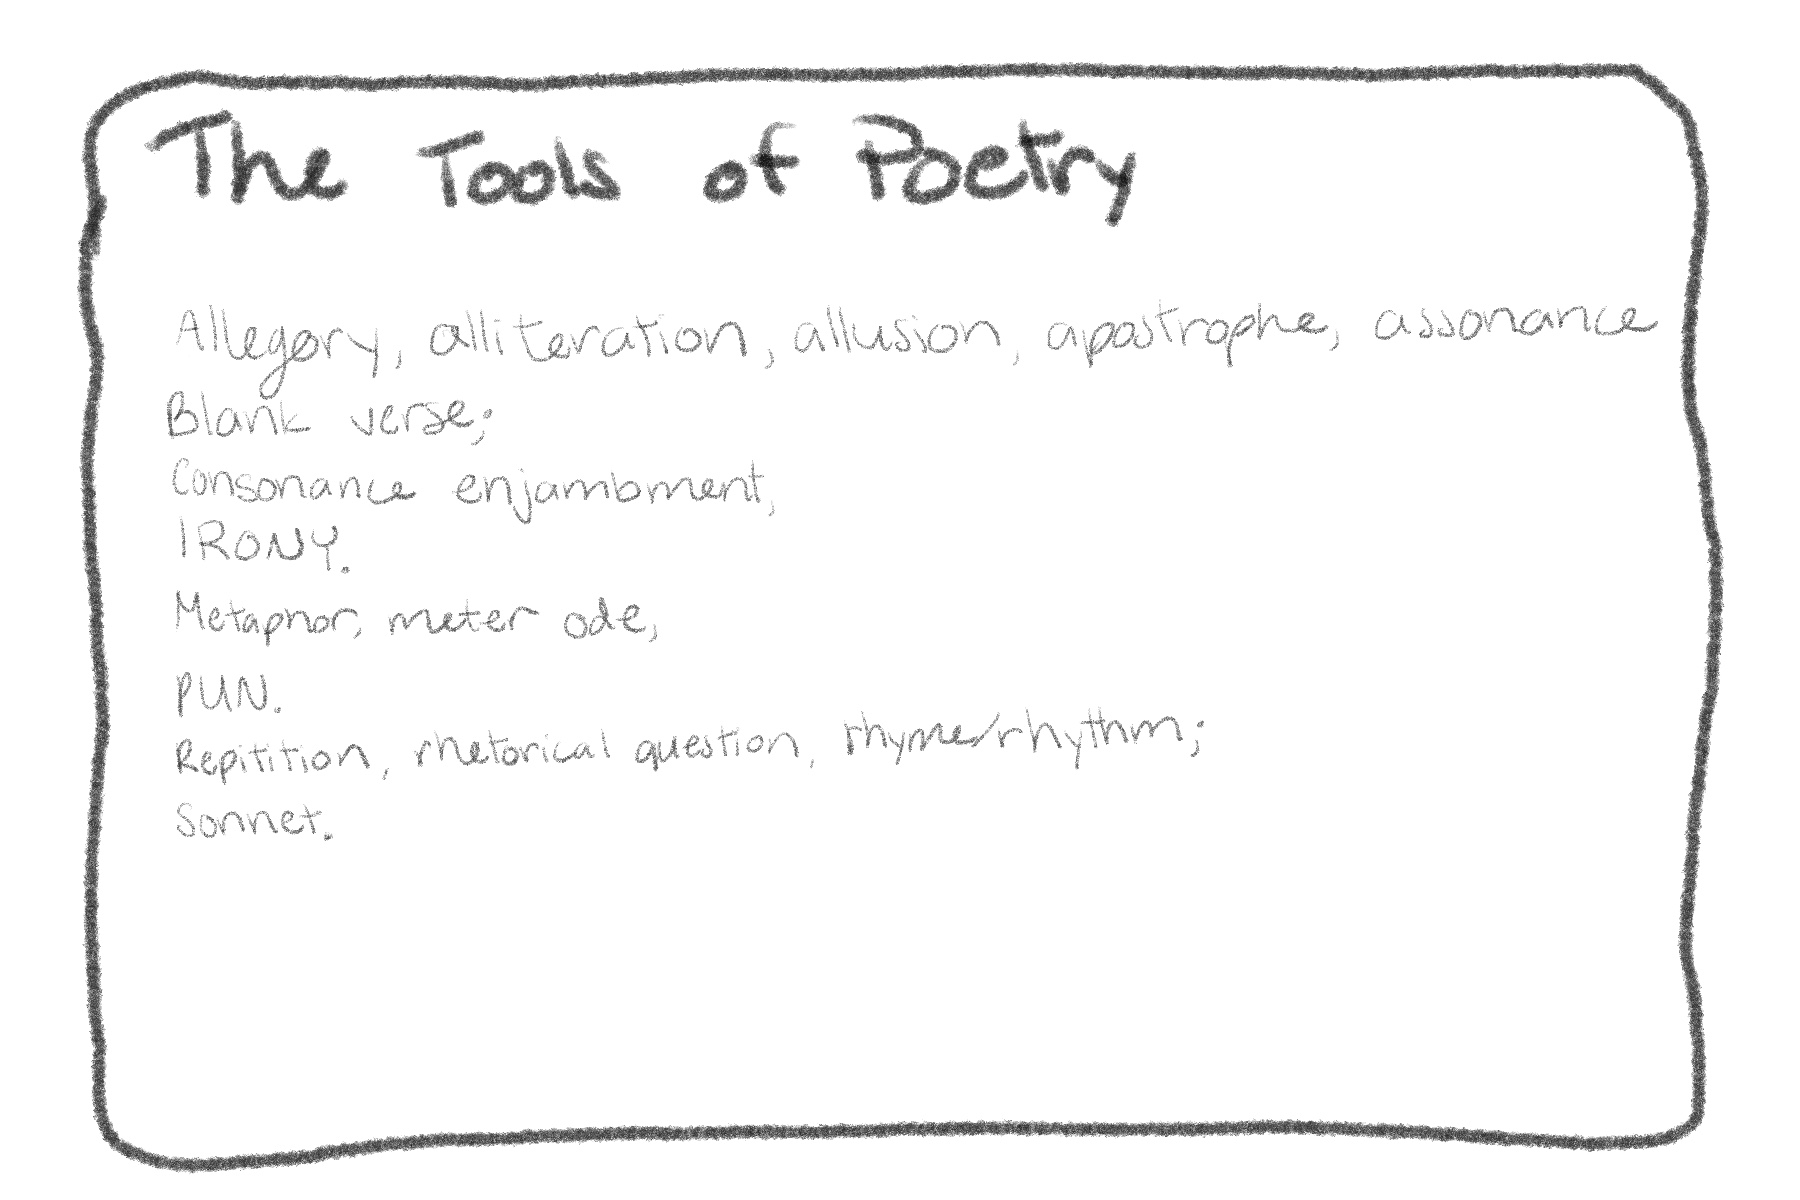 The Tools of Poetry
Allegory, alliteration, allusion, apostrophe, assonance
Blank verse;
Consonance enjambment,
IRONY.
Metaphor, meter ode,
PUN.
Repitition, rhetorical question, rhyme/rhythm;
Sonnet.